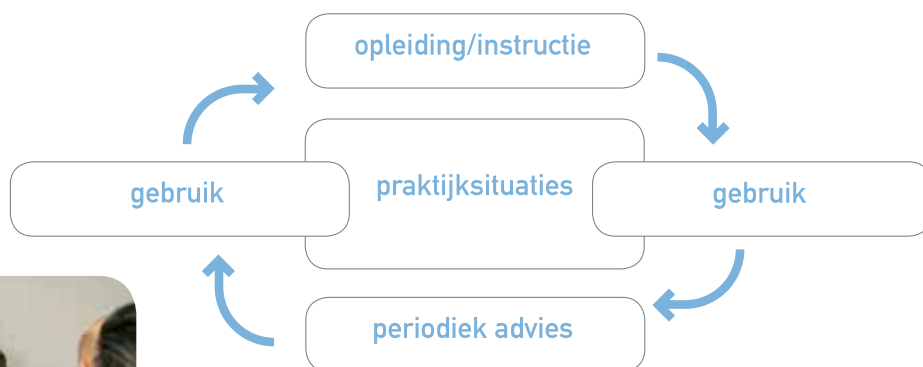 opleiding/instructie
gebruik
praktijksituaties
gebruik
periodiek advies